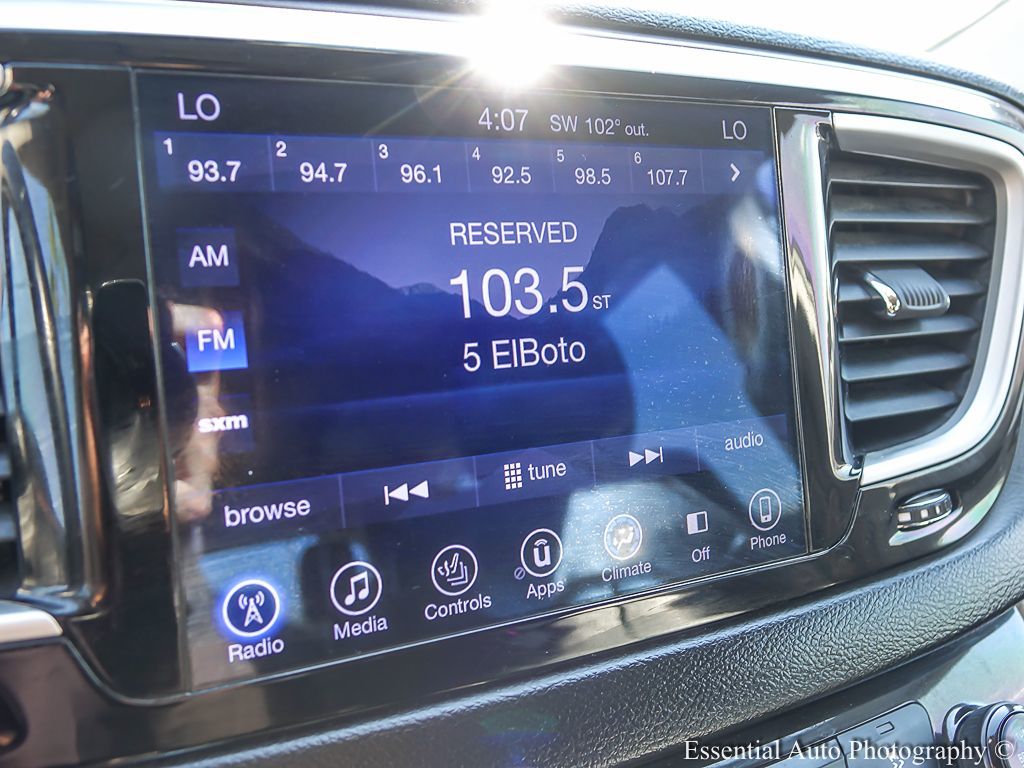 LO 4:07 SW 102° out. LO
1 93.7 2 94.7 3 96.1 4 92.5 5 98.5 6 107.7 >
RESERVED
AM
103.5 ST
FM
5 ElBoto
sxm
browse tune audio
Radio Media Controls Apps Climate Off Phone
Essential Auto Photography ©